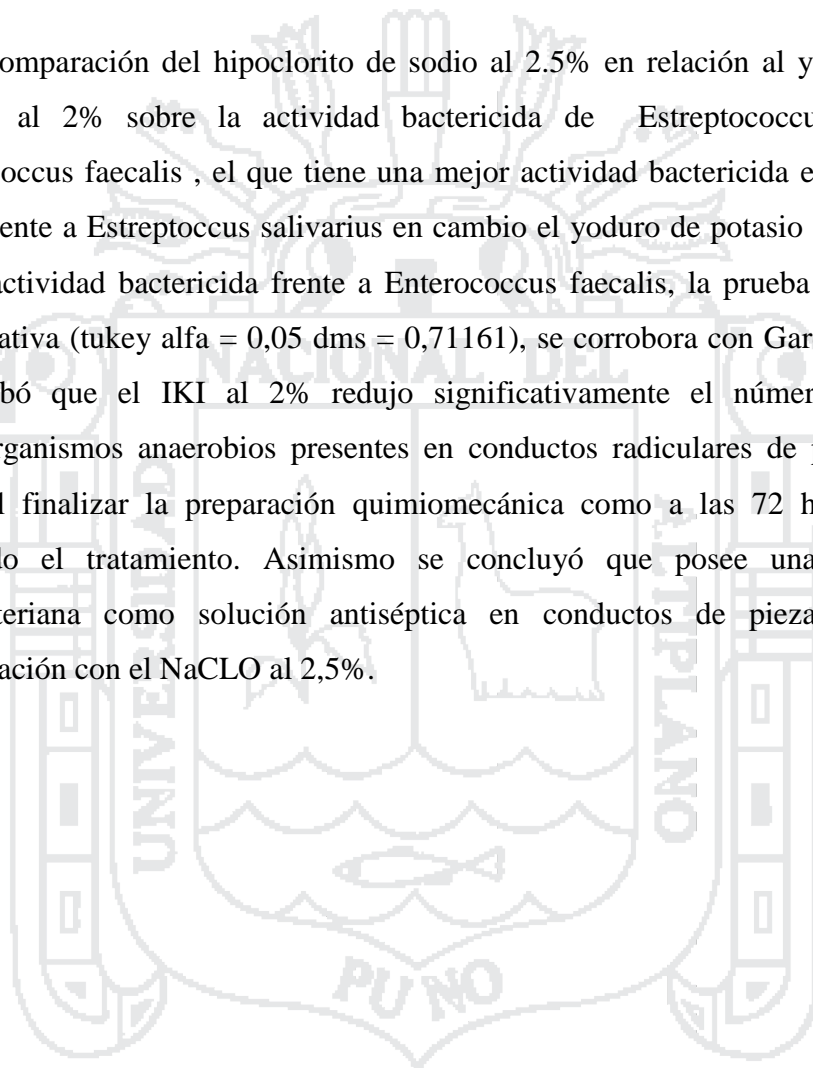 omparación del hipoclorito de sodio al 2.5% en relación al y
al 2% sobre la actividad bactericida de Estreptococcu
occus faecalis , el que tiene una mejor actividad bactericida e
ente a Estreptoccus salivarius en cambio el yoduro de potasio
actividad bactericida frente a Enterococcus faecalis, la prueba
ativa (tukey alfa = 0,05 dms = 0,71161), se corrobora con Gar
bó que el IKI al 2% redujo significativamente el númer
rganismos anaerobios presentes en conductos radiculares de p
l finalizar la preparación quimiomecánica como a las 72 h
do el tratamiento. Asimismo se concluyó que posee una
teriana como solución antiséptica en conductos de pieza
ación con el NaCLO al 2,5%.
UNIVERSIDAD
NACIONAL DEL
ALTIPLANO
PUNO